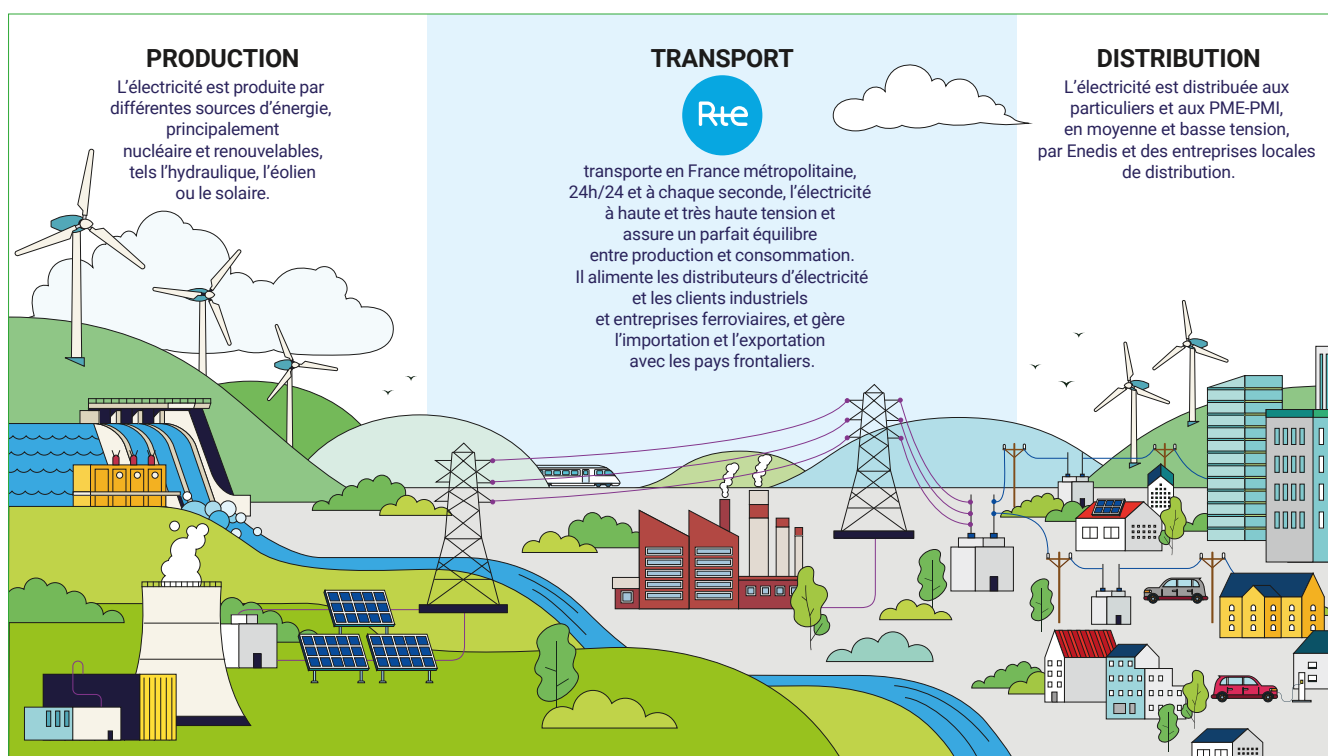 PRODUCTION
L’électricité est produite par
différentes sources d’énergie,
principalement
nucléaire et renouvelables,
tels l’hydraulique, l’éolien
ou le solaire.
TRANSPORT
Rte
transporte en France métropolitaine,
24h/24 et à chaque seconde, l’électricité
à haute et très haute tension et
assure un parfait équilibre
entre production et consommation.
Il alimente les distributeurs d’électricité
et les clients industriels
et entreprises ferroviaires, et gère
l’importation et l’exportation
avec les pays frontaliers.
DISTRIBUTION
L’électricité est distribuée aux
particuliers et aux PME-PMI,
en moyenne et basse tension,
par Enedis et des entreprises locales
de distribution.